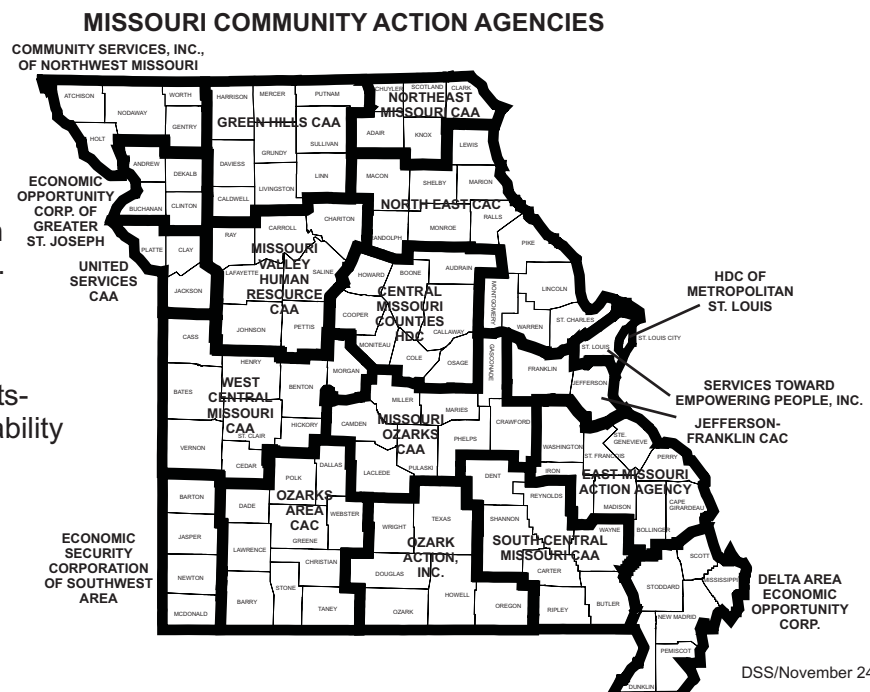 MISSOURI COMMUNITY ACTION AGENCIES
COMMUNITY SERVICES, INC.,
OF NORTHWEST MISSOURI
ATCHISON
NODAWAY
WORTH
GENTRY
HOLT
HARRISON
MERCER
PUTNAM
GREEN HILLS CAA
SULLIVAN
GRUNDY
DAVIESS
LINN
LIVINGSTON
CALDWELL
SCHUYLER
SCOTLAND
CLARK
NORTHEAST
MISSOURI CAA
ADAIR
KNOX
LEWIS
ANDREW
DEKALB
BUCHANAN
CLINTON
ECONOMIC
OPPORTUNITY
CORP. OF
GREATER
ST. JOSEPH
MACON
SHELBY
MARION
NORTH EAST CAC
RALLS
MONROE
RANDOLPH
PIKE
PLATTE
CLAY
JACKSON
UNITED
SERVICES
CAA
CHARITON
CARROLL
RAY
MISSOURI
VALLEY
HUMAN
RESOURCE
CAA
LAFAYETTE
SALINE
JOHNSON
PETTIS
HOWARD
BOONE
AUDRAIN
CENTRAL
MISSOURI
COUNTIES
HDC
COOPER
CALLAWAY
MONITEAU
COLE
OSAGE
MONTGOMERY
LINCOLN
WARREN
ST. CHARLES
GASCONADE
ST. LOUIS
ST. LOUIS CITY
FRANKLIN
JEFFERSON
HDC OF
METROPOLITAN
ST. LOUIS
SERVICES TOWARD
EMPOWERING PEOPLE, INC.
JEFFERSON-
FRANKLIN CAC
ts-
ability
CASS
HENRY
BATES
BENTON
MORGAN
WEST
CENTRAL
MISSOURI
CAA
ST. CLAIR
HICKORY
VERNON
CEDAR
MILLER
MARIES
CAMDEN
MISSOURI
OZARKS
CAA
CRAWFORD
PHELPS
PULASKI
LACLEDE
WASHINGTON
STE.
GENEVIEVE
ST. FRANCOIS
PERRY
IRON
EAST MISSOURI
ACTION AGENCY
MADISON
CAPE
GIRARDEAU
BOLLINGER
DENT
REYNOLDS
SHANNON
WAYNE
SOUTH CENTRAL
MISSOURI CAA
CARTER
OREGON
RIPLEY
BUTLER
BARTON
JASPER
NEWTON
MCDONALD
ECONOMIC
SECURITY
CORPORATION
OF SOUTHWEST
AREA
DALLAS
POLK
DADE
OZARKS
AREA
CAC
WEBSTER
GREENE
LAWRENCE
CHRISTIAN
STONE
BARRY
TANEY
TEXAS
WRIGHT
OZARK
ACTION,
INC.
DOUGLAS
HOWELL
OZARK
SCOTT
MISSISSIPPI
STODDARD
NEW MADRID
PEMISCOT
DUNKLIN
DELTA AREA
ECONOMIC
OPPORTUNITY
CORP.
DSS/November 24